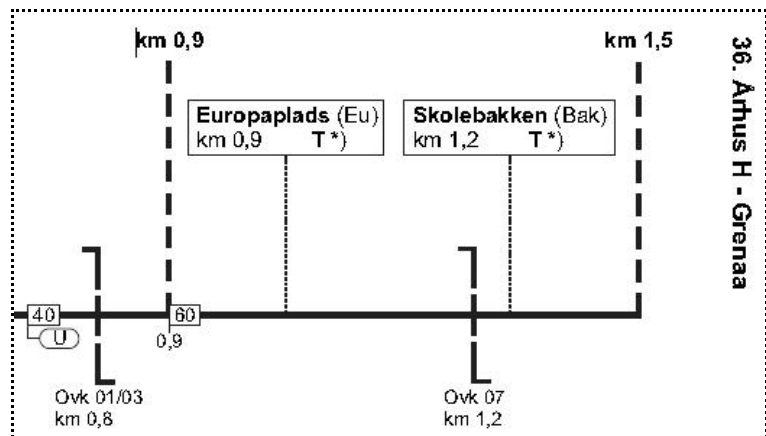 km 0,9
km 1,5
36. Århus H - Grenaa
Europaplads (Eu)
km 0,9 T *)
Skolebakken (Bak)
km 1,2 T *)
40
60
U
0,9
Ovk 01/03
km 0,8
Ovk 07
km 1,2